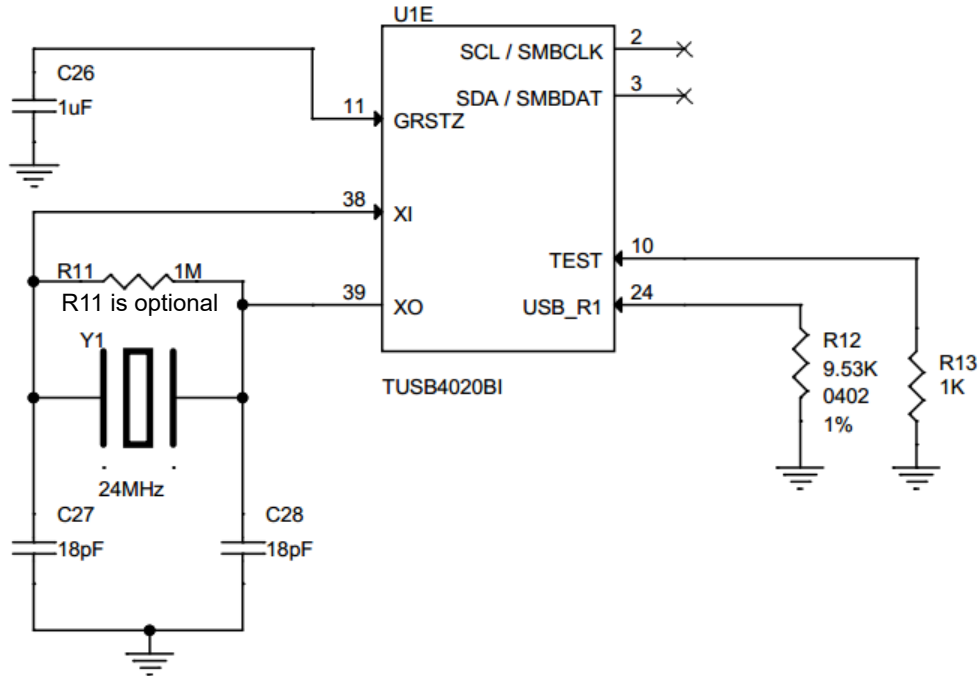 U1E
SCL / SMBCLK
2
C26
1uF
SDA / SMBDAT
3
11
GRSTZ
38
XI
TEST
10
R11
1M
R11 is optional
39
XO
USB_R1
24
Y1
R12
9.53K
0402
1%
R13
1K
TUSB4020BI
24MHz
C27
18pF
C28
18pF